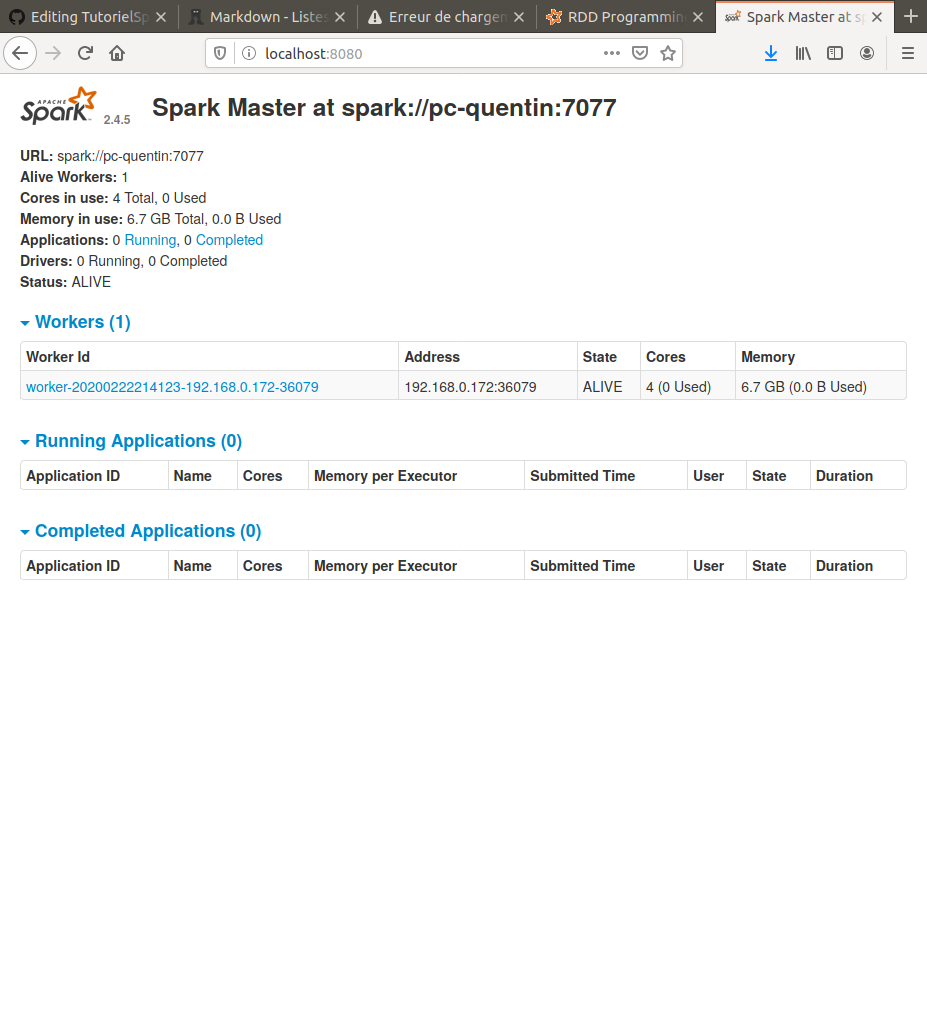 Editing TutorielSp
Markdown - Listes
Erreur de chargen
RDD Programmin
Spark Master at sp
localhost:8080
APACHE
Spark 2.4.5
Spark Master at spark://pc-quentin:7077
URL: spark://pc-quentin:7077
Alive Workers: 1
Cores in use: 4 Total, 0 Used
Memory in use: 6.7 GB Total, 0.0 B Used
Applications: 0 Running, 0 Completed
Drivers: 0 Running, 0 Completed
Status: ALIVE
Workers (1)
Worker Id Address State Cores Memory
worker-20200222214123-192.168.0.172-36079 192.168.0.172:36079 ALIVE 4 (0 Used) 6.7 GB (0.0 B Used)
Running Applications (0)
Application ID Name Cores Memory per Executor Submitted Time User State Duration
Completed Applications (0)
Application ID Name Cores Memory per Executor Submitted Time User State Duration